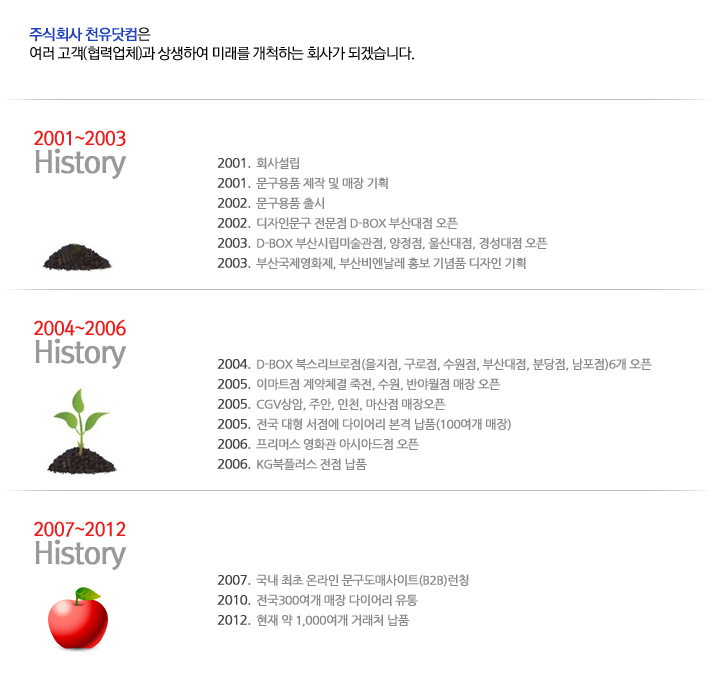 주식회사 천유닷컴은
여러 고객(협력업체)과 상생하여 미래를 개척하는 회사가 되겠습니다.
2001~2003
History
2001. 회사설립
2001. 문구용품 제작 및 매장 기획
2002. 문구용품 출시
2002. 디자인문구 전문점 D-BOX 부산대점 오픈
2003. D-BOX 부산시립미술관점, 양정점, 울산대점, 경성대점 오픈
2003. 부산국제영화제, 부산비엔날레 홍보 기념품 디자인 기획
2004~2006
History
2004. D-BOX 북스리브로점(을지점, 구로점, 수원점, 부산대점, 분당점, 남포점)6개 오픈
2005. 이마트점 계약체결 죽전, 수원, 반야월점 매장 오픈
2005. CGV상암, 주안, 인천, 마산점 매장오픈
2005. 전국 대형 서점에 다이어리 본격 납품(100여개 매장)
2006. 프리머스 영화관 아시아드점 오픈
2006. KG북플러스 전점 납품
2007~2012
History
2007. 국내 최초 온라인 문구도매사이트(B2B)런칭
2010. 전국300여개 매장 다이어리 유통
2012. 현재 약 1,000여개 거래처 납품